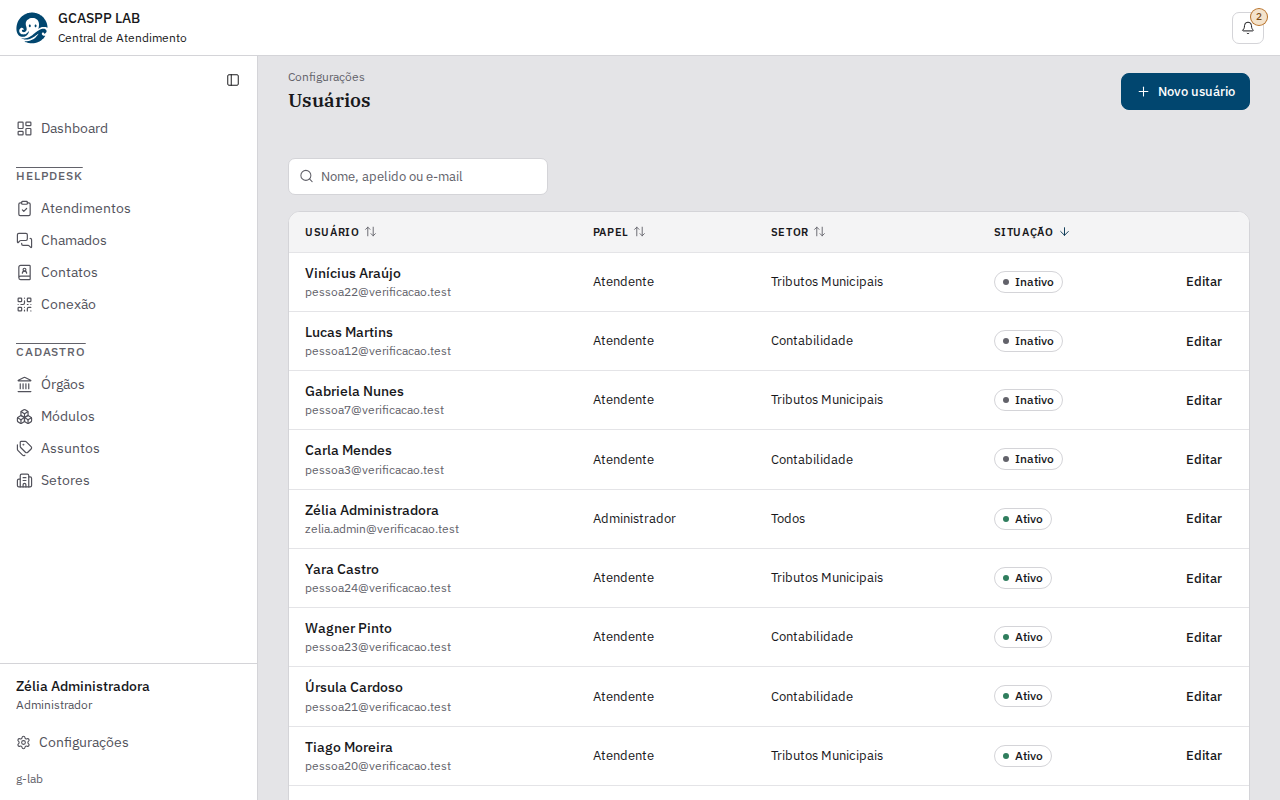 GCASPP LAB
Central de Atendimento
2
Dashboard
HELPDESK
Atendimentos
Chamados
Contatos
Conexão
CADASTRO
Órgãos
Módulos
Assuntos
Setores
Zélia Administradora
Administrador
Configurações
g-lab
Configurações
Usuários
Novo usuário
Nome, apelido ou e-mail
USUÁRIO PAPEL SETOR SITUAÇÃO
Vinícius Araújo
pessoa22@verificacao.test
Atendente Tributos Municipais Inativo Editar
Lucas Martins
pessoa12@verificacao.test
Atendente Contabilidade Inativo Editar
Gabriela Nunes
pessoa7@verificacao.test
Atendente Tributos Municipais Inativo Editar
Carla Mendes
pessoa3@verificacao.test
Atendente Contabilidade Inativo Editar
Zélia Administradora
zelia.admin@verificacao.test
Administrador Todos Ativo Editar
Yara Castro
pessoa24@verificacao.test
Atendente Tributos Municipais Ativo Editar
Wagner Pinto
pessoa23@verificacao.test
Atendente Contabilidade Ativo Editar
Úrsula Cardoso
pessoa21@verificacao.test
Atendente Contabilidade Ativo Editar
Tiago Moreira
pessoa20@verificacao.test
Atendente Tributos Municipais Ativo Editar